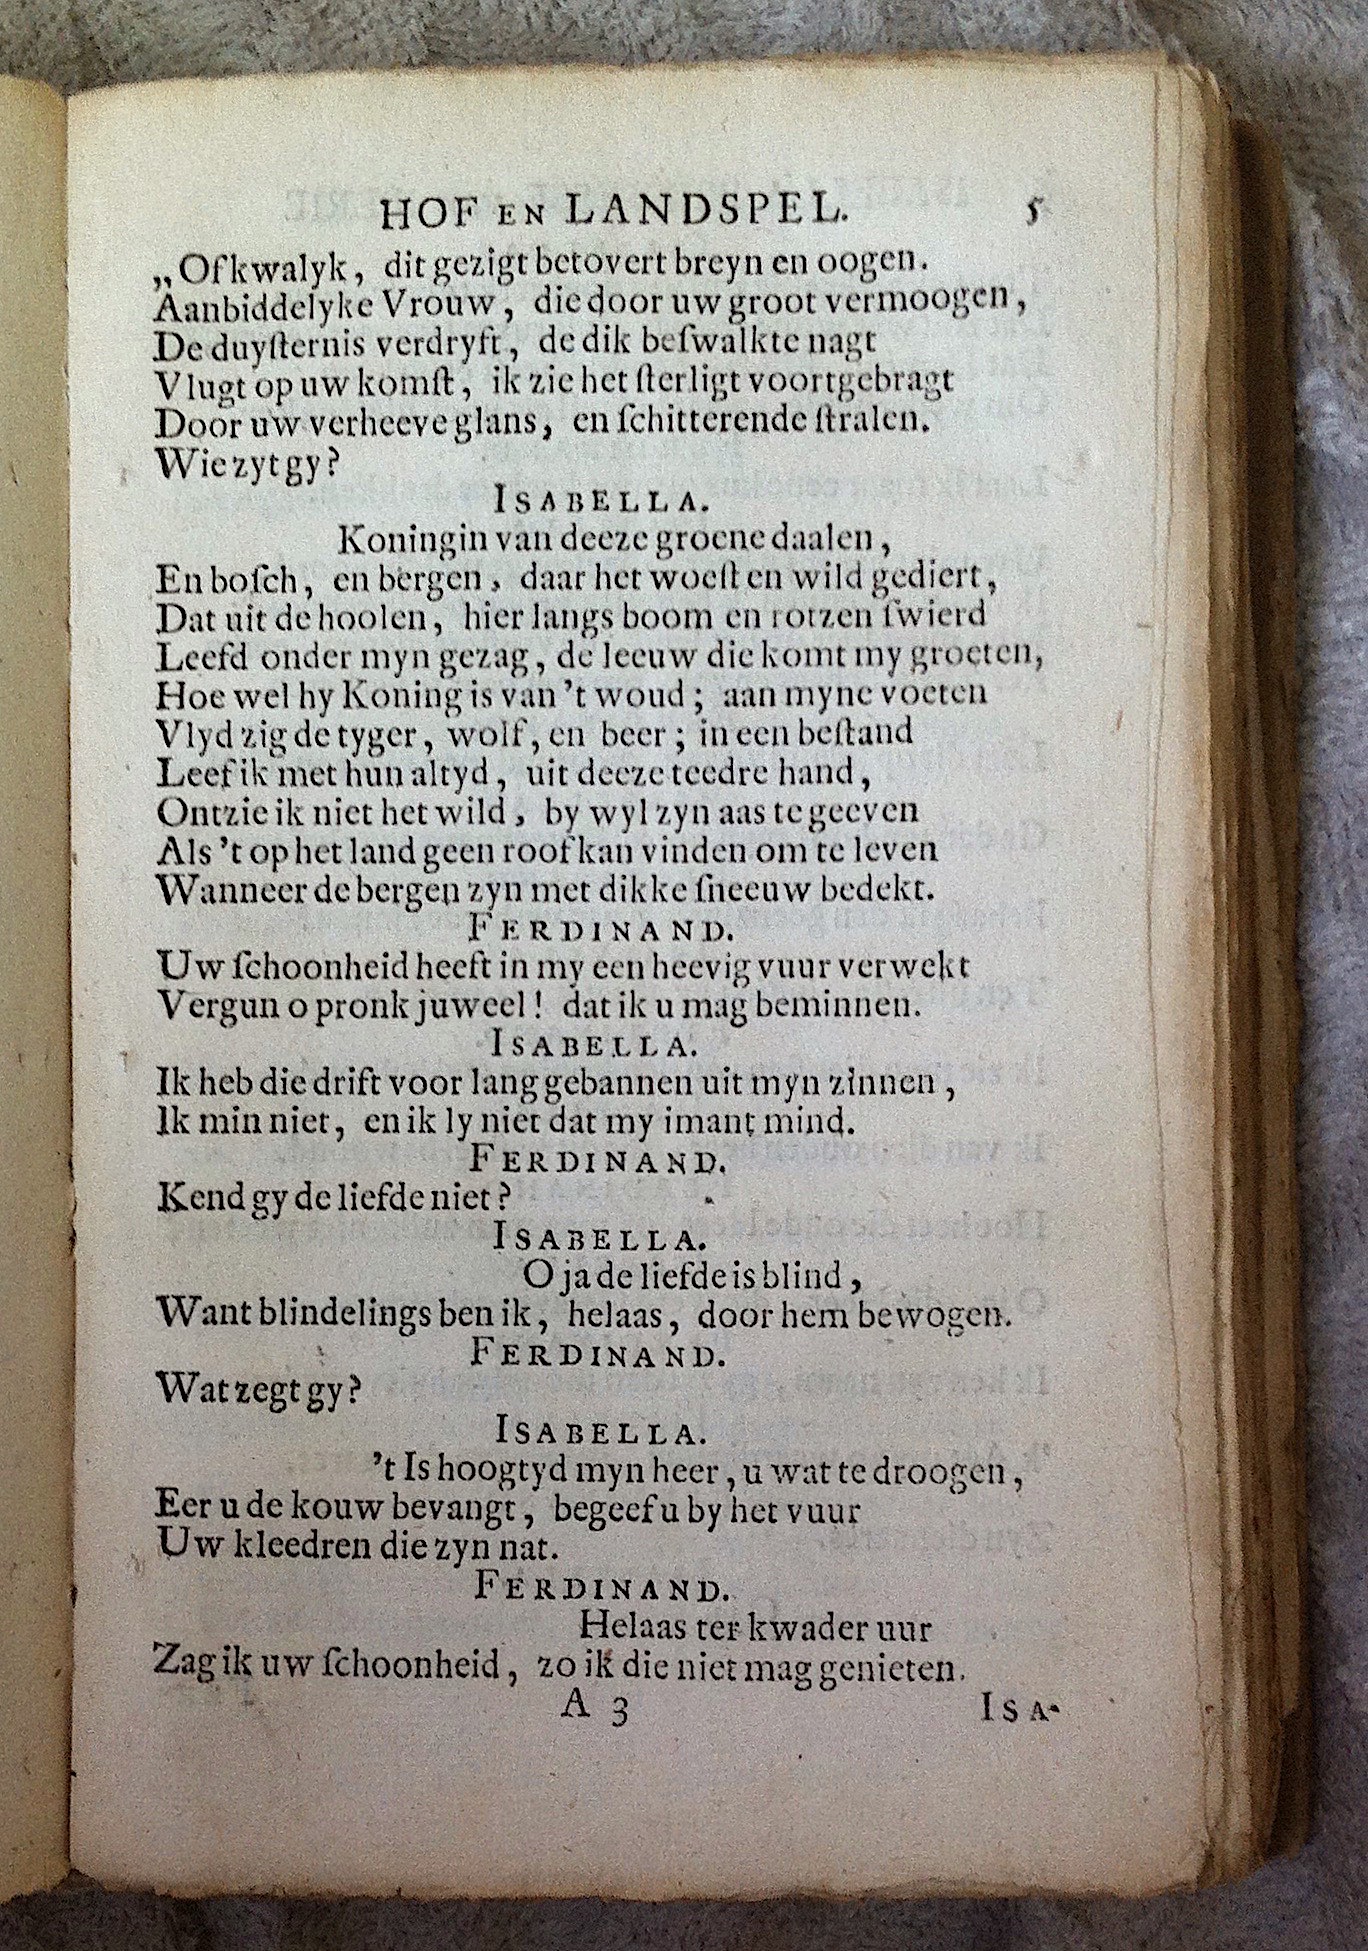 HOF EN LANDSPEL. 5
„Of kwalyk, dit gezigt betovert breyn en oogen.
Aanbiddelyke Vrouw, die door uw groot vermoogen,
De duyſternis verdryft, de dik beſwalkte nagt
Vlugt op uw komſt, ik zie het ſterligt voortgebragt
Door uw verheeve glans, en ſchitterende ſtralen.
Wie zyt gy?
ISABELLA.
Koningin van deeze groene daalen,
En boſch, en bergen, daar het woeſt en wild gediert,
Dat uit de hoolen, hier langs boom en rotzen ſwierd
Leefd onder myn gezag, de leeuw die komt my groeten,
Hoe wel hy Koning is van 't woud; aan myne voeten
Vlyd zig de tyger, wolf, en beer; in een beſtand
Leef ik met hun altyd, uit deeze teedre hand,
Ontzie ik niet het wild, by wyl zyn aas te geeven
Als 't op het land geen roof kan vinden om te leven
Wanneer de bergen zyn met dikke ſneeuw bedekt.
FERDINAND.
Uw ſchoonheid heeft in my een heevig vuur verwekt
Vergun o pronk juweel! dat ik u mag beminnen.
ISABELLA.
Ik heb die drift voor lang gebannen uit myn zinnen,
Ik min niet, en ik ly niet dat my imant mind.
FERDINAND.
Kend gy de liefde niet?
ISABELLA.
O ja de liefde is blind,
Want blindelings ben ik, helaas, door hem bewogen.
FERDINAND.
Wat zegt gy?
ISABELLA.
't Is hoogtyd myn heer, u wat te droogen,
Eer u de kouw bevangt, begeef u by het vuur
Uw kleedren die zyn nat.
FERDINAND.
Helaas ter kwader uur
Zag ik uw ſchoonheid, zo ik die niet mag genieten.
A 3 ISA-